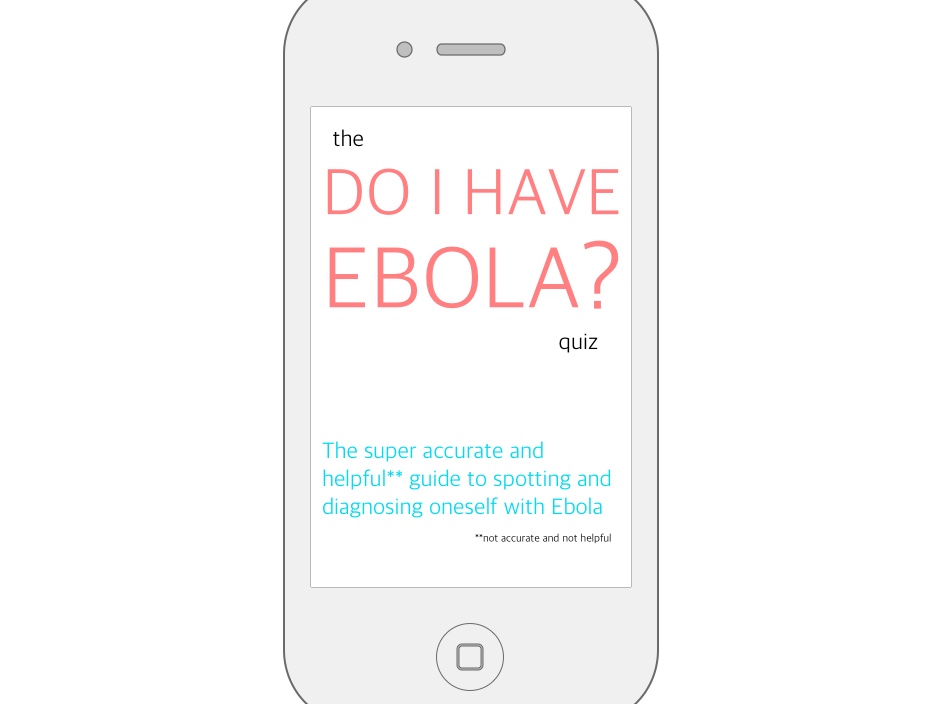 the
DO I HAVE
EBOLA?
quiz
The super accurate and
helpful** guide to spotting and
diagnosing oneself with Ebola
**not accurate and not helpful